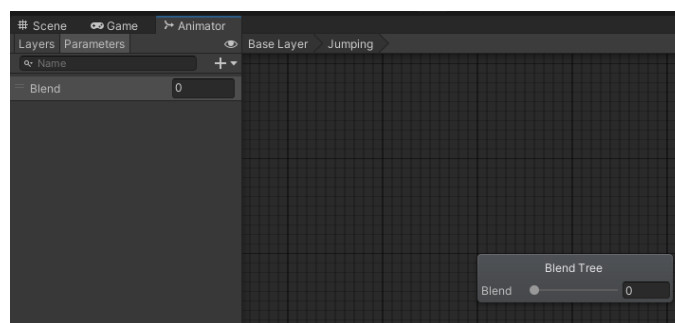 Scene Game Animator
Layers Parameters Base Layer Jumping
Name
Blend 0
Blend Tree
Blend 0